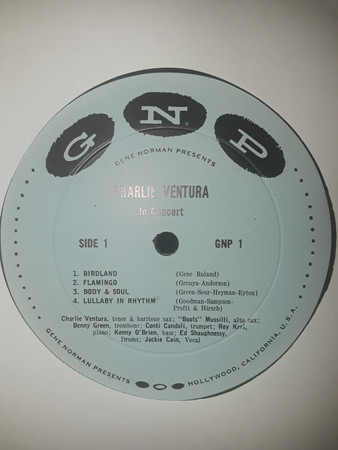 GNP
GENE NORMAN PRESENTS
CHARLIE VENTURA
In Concert
SIDE 1
GNP 1
1. BIRDLAND (Gene Roland)
2. FLAMINGO (Grouya-Anderson)
3. BODY & SOUL (Green-Sour-Heyman-Eyton)
4. LULLABY IN RHYTHM (Goodman-Sampson-
Profit & Hirsch)
Charlie Ventura, tenor & baritone sax; "Boots" Mussilli, alto sax;
Benny Green, trombone; Conti Candoli, trumpet; Roy Kral,
piano; Kenny O'Brien, bass; Ed Shaughnessy,
Drums; Jackie Cain, Vocal
GENE NORMAN PRESENTS
HOLLYWOOD, CALIFORNIA, U.S.A.